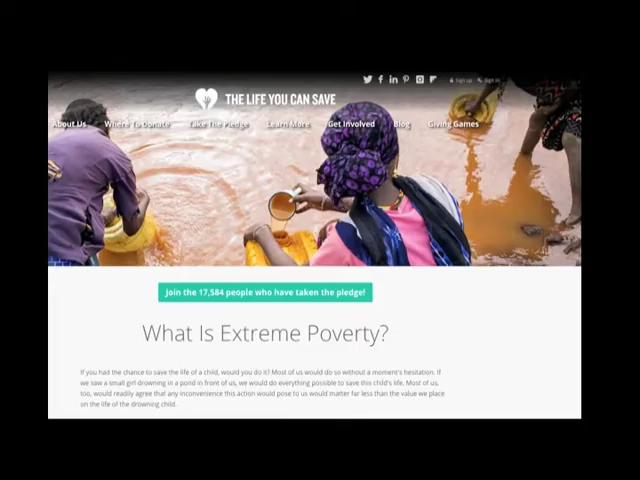 Sign up Sign in
THE LIFE YOU CAN SAVE
About Us Where To Donate Take The Pledge Learn More Get Involved Blog Giving Games
Join the 17,584 people who have taken the pledge!
What Is Extreme Poverty?
If you had the chance to save the life of a child, would you do it? Most of us would do so without a moment's hesitation. If
we saw a small girl drowning in a pond in front of us, we would do everything possible to save this child's life. Most of us,
too, would readily agree that any inconvenience this action would pose to us would matter far less than the value we place
on the life of the drowning child.